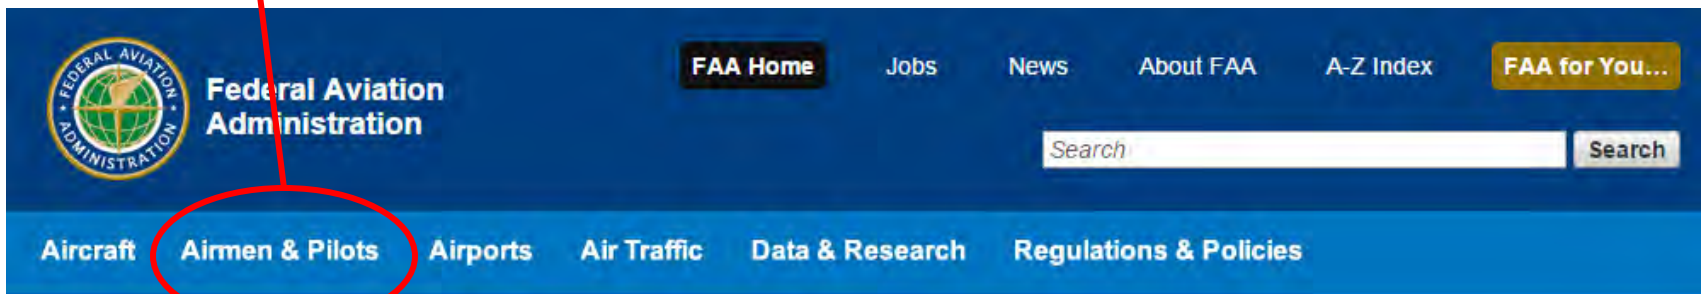 FEDERAL AVIATION ADMINISTRATION
Federal Aviation
Administration
FAA Home Jobs News About FAA A-Z Index FAA for You...
Search Search
Aircraft Airmen & Pilots Airports Air Traffic Data & Research Regulations & Policies